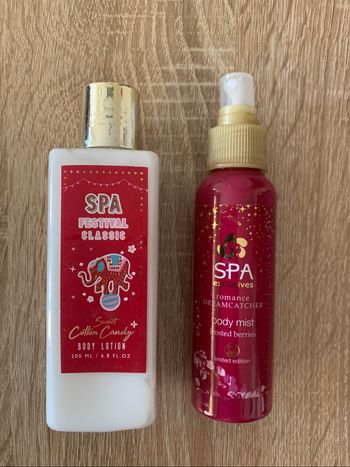 SPA
FESTIVAL
CLASSIC
Sweet
Cotton Candy
BODY LOTION
200 ML / 6.8 FL.OZ
SPA
exclusives
romance
DREAMCATCHER
body mist
frosted berries
limited edition